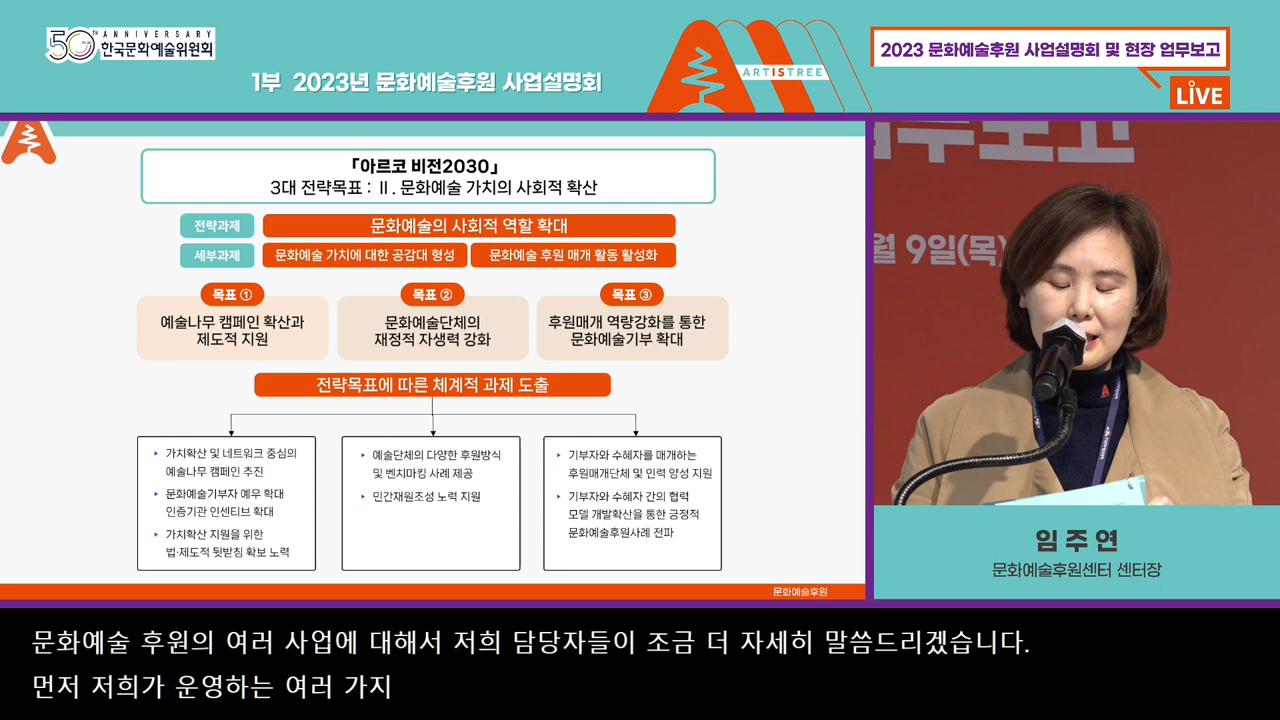 50TH ANNIVERSARY
한국문화예술위원회
1부 2023년 문화예술후원 사업설명회
ARTISTREE
2023 문화예술후원 사업설명회 및 현장 업무보고
LIVE
「아르코 비전2030」
3대 전략목표 : Ⅱ. 문화예술 가치의 사회적 확산
전략과제
문화예술의 사회적 역할 확대
세부과제
문화예술 가치에 대한 공감대 형성
문화예술 후원 매개 활동 활성화
목표 ①
예술나무 캠페인 확산과
제도적 지원
목표 ②
문화예술단체의
재정적 자생력 강화
목표 ③
후원매개 역량강화를 통한
문화예술기부 확대
전략목표에 따른 체계적 과제 도출
▸ 가치확산 및 네트워크 중심의
예술나무 캠페인 추진
▸ 문화예술기부자 예우 확대
인증기관 인센티브 확대
▸ 가치확산 지원을 위한
법·제도적 뒷받침 확보 노력
▸ 예술단체의 다양한 후원방식
및 벤치마킹 사례 제공
▸ 민간재원조성 노력 지원
▸ 기부자와 수혜자를 매개하는
후원매개단체 및 인력 양성 지원
▸ 기부자와 수혜자 간의 협력
모델 개발확산을 통한 긍정적
문화예술후원사례 전파
문화예술후원
업무보고
월 9일(목)
임주연
문화예술후원센터 센터장
문화예술 후원의 여러 사업에 대해서 저희 담당자들이 조금 더 자세히 말씀드리겠습니다.
먼저 저희가 운영하는 여러 가지